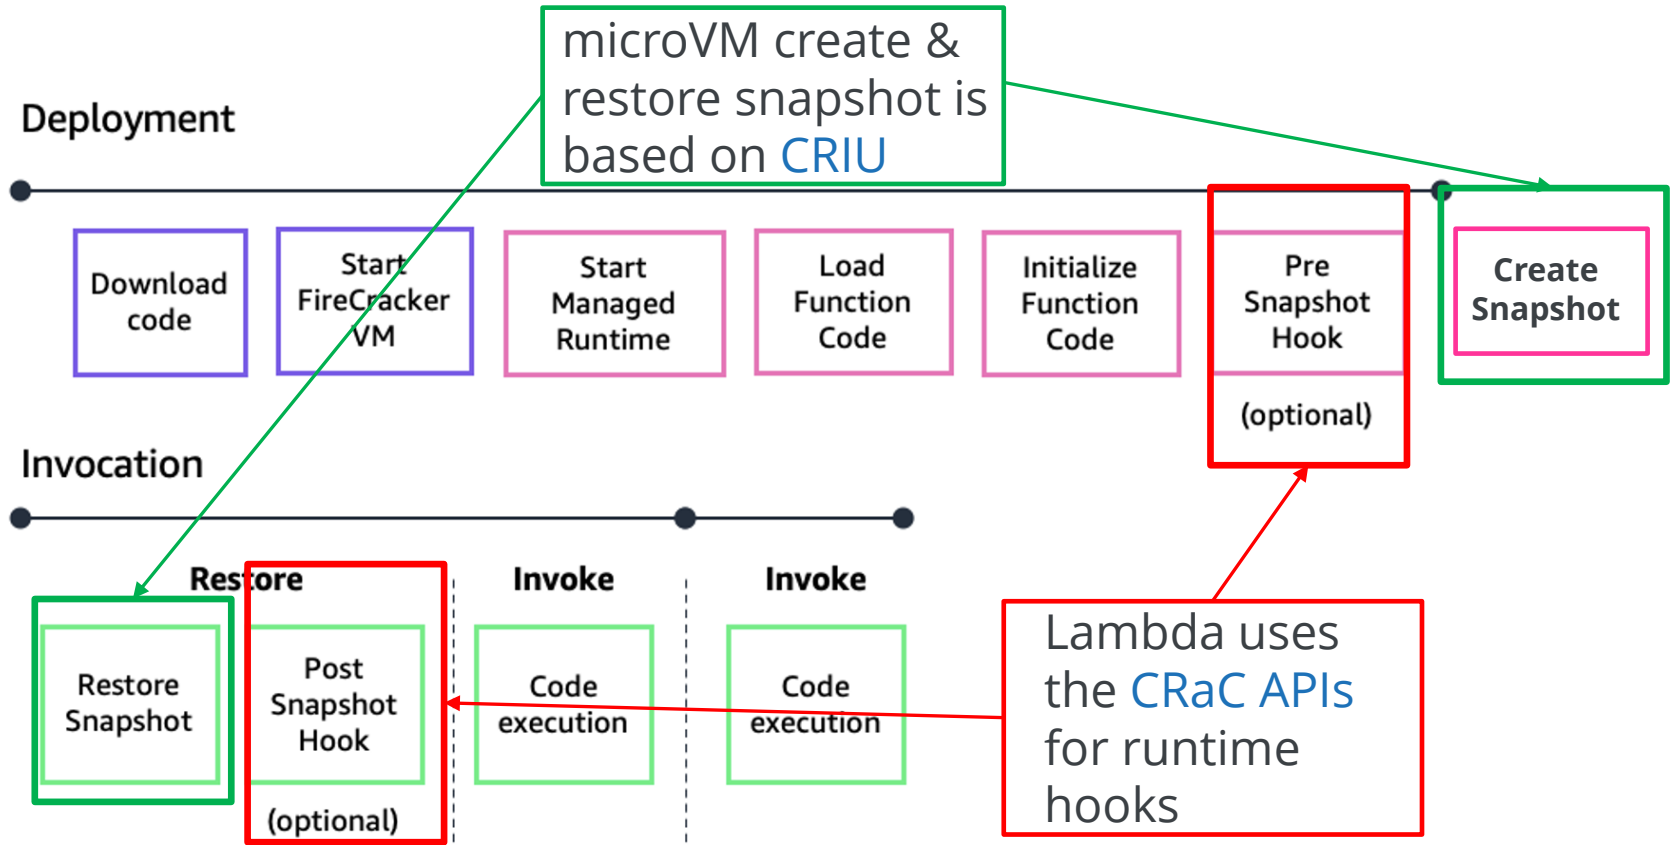 microVM create &
restore snapshot is
based on CRIU
Deployment
Download
code
Start
FireCracker
VM
Start
Managed
Runtime
Load
Function
Code
Initialize
Function
Code
Pre
Snapshot
Hook
(optional)
Create
Snapshot
Invocation
Restore
Invoke
Invoke
Restore
Snapshot
Post
Snapshot
Hook
(optional)
Code
execution
Code
execution
Lambda uses
the CRaC APIs
for runtime
hooks